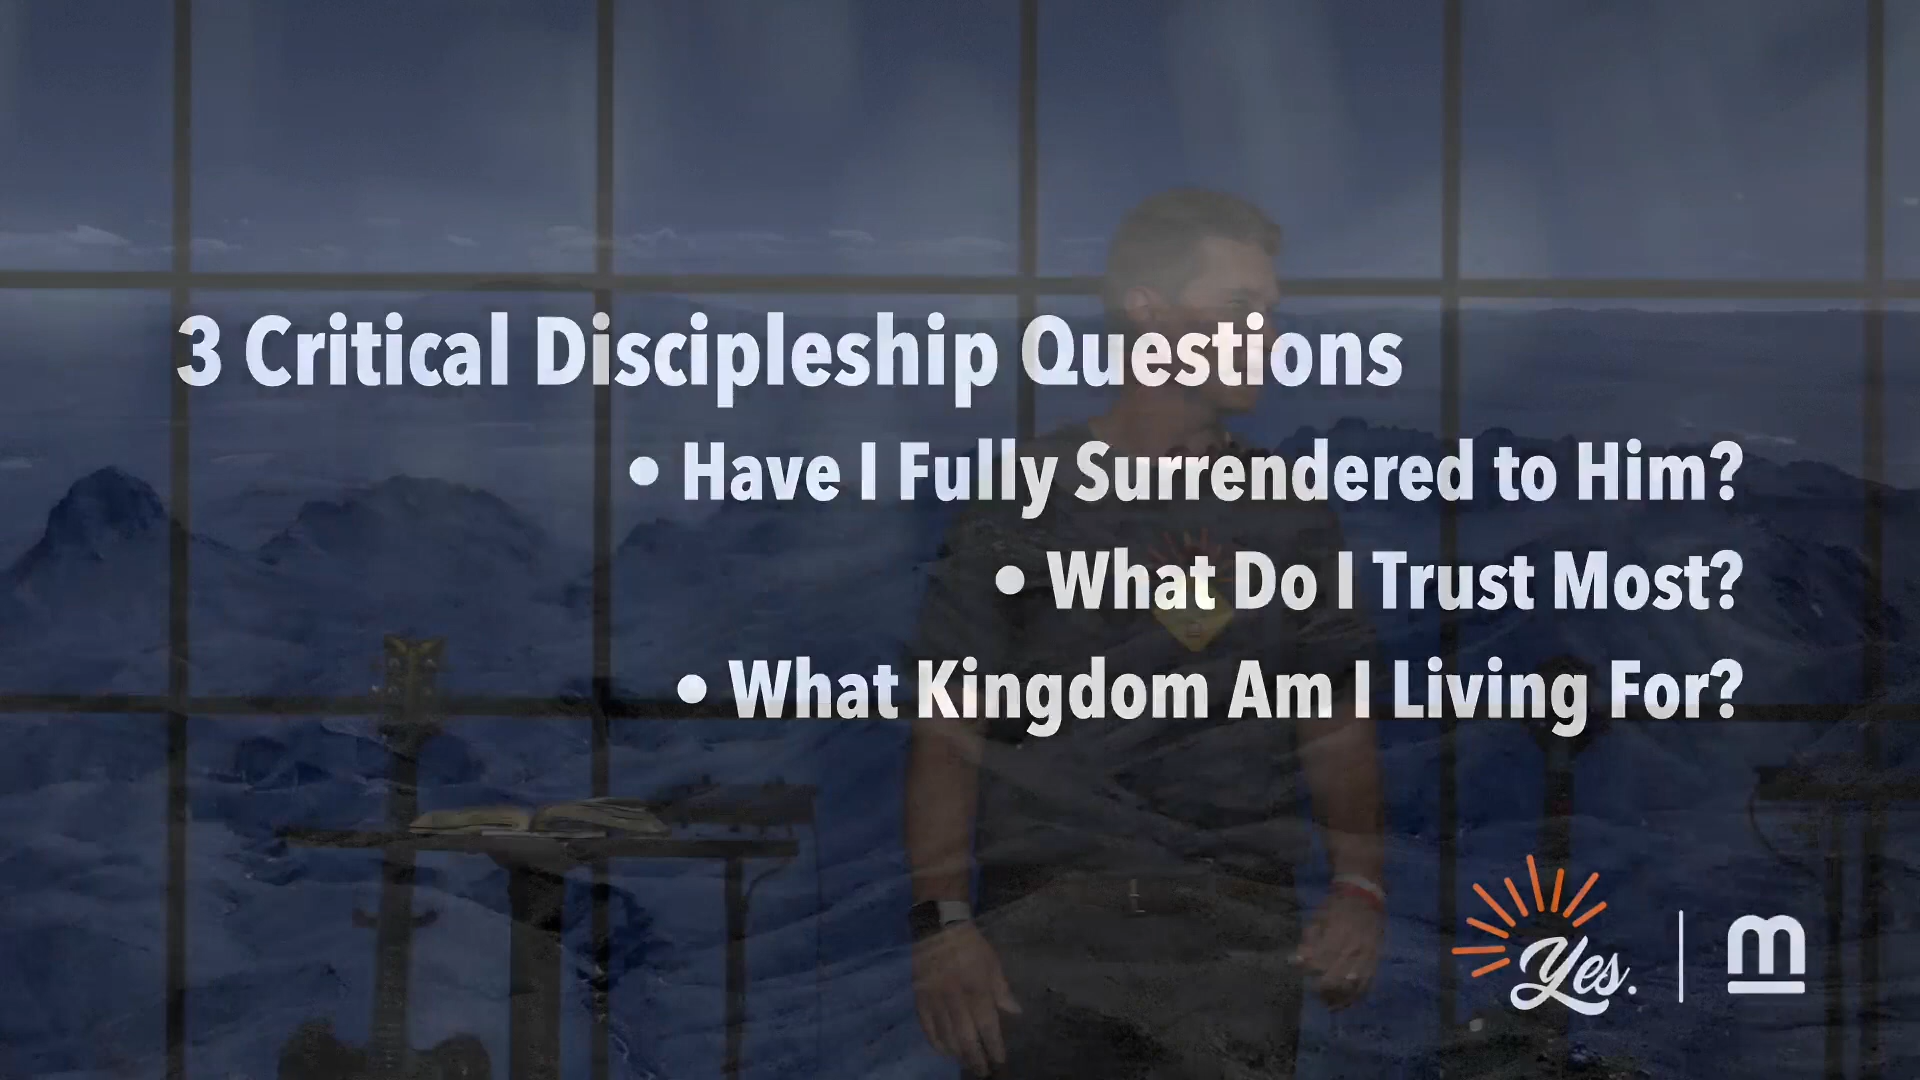 3 Critical Discipleship Questions
• Have I Fully Surrendered to Him?
• What Do I Trust Most?
• What Kingdom Am I Living For?
Yes.
m